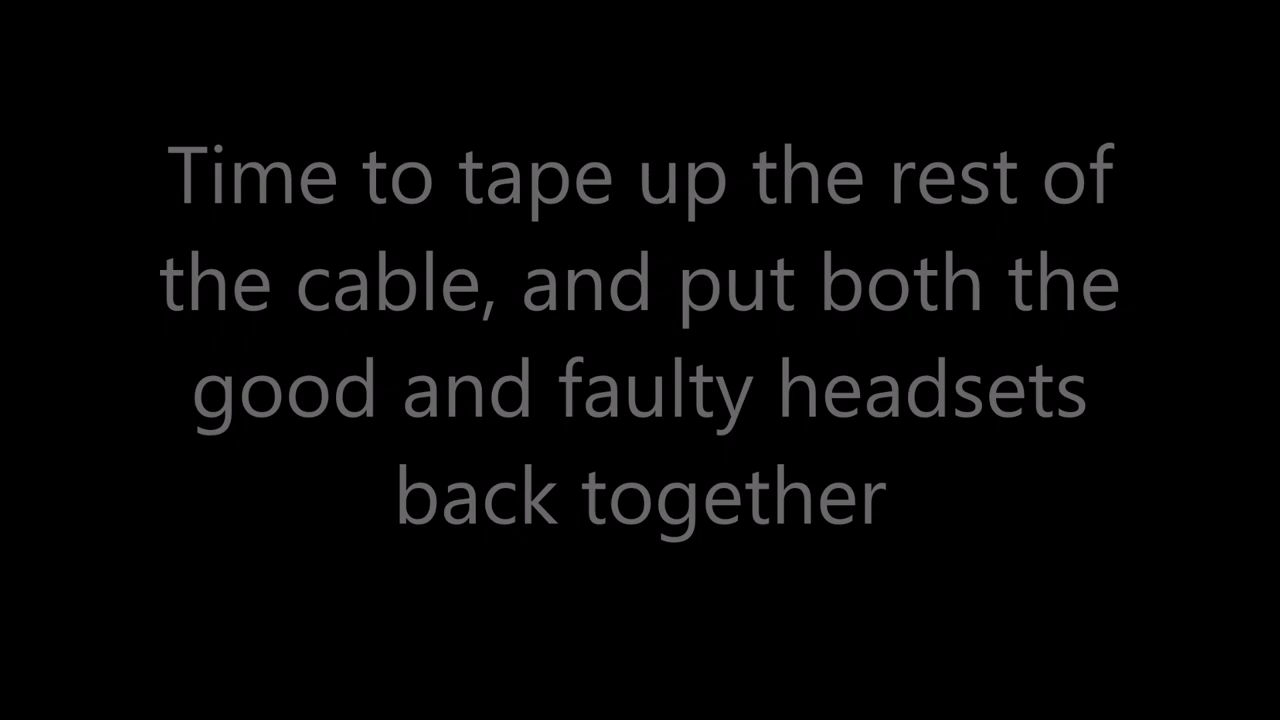 Time to tape up the rest of
the cable, and put both the
good and faulty headsets
back together